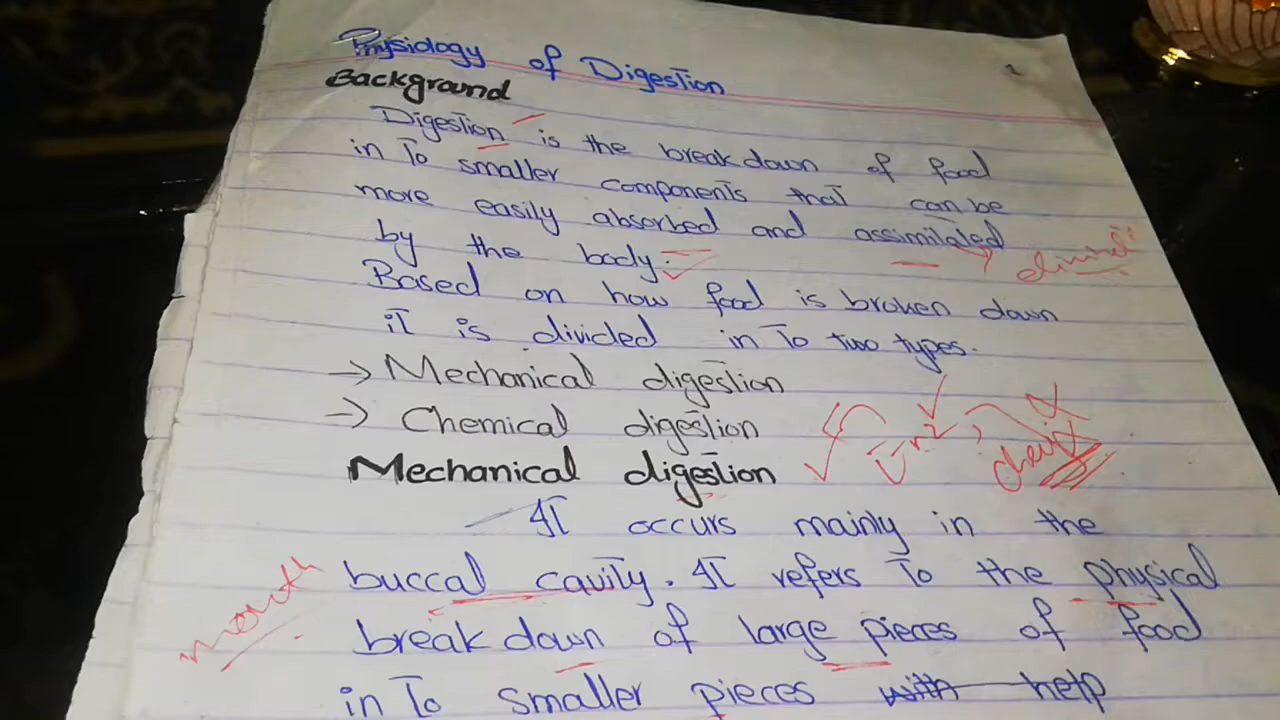 Physiology of Digestion
Background
Digestion is the breakdown of food
in to smaller components that can be
more easily absorbed and assimilated
by the body.
Based on how food is broken down
it is divided in to two types.
→ Mechanical digestion
→ Chemical digestion
Mechanical digestion
It occurs mainly in the
mouth
buccal cavity. It refers to the physical
break down of large pieces of food
in to smaller pieces with help